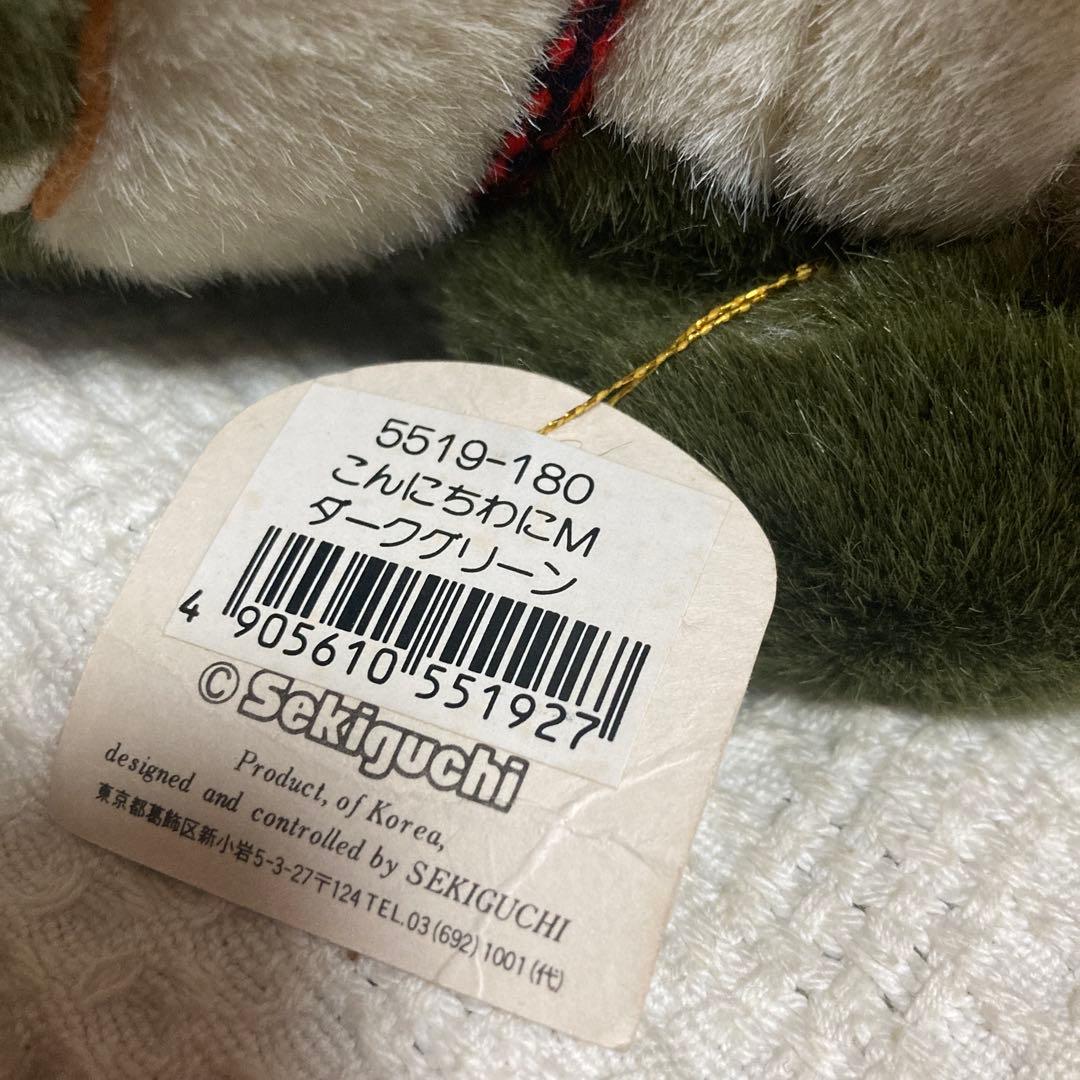 5519-180
こんにちわにM
ダークグリーン
4 905610 551927
© Sekiguchi
Product, of Korea,
designed and controlled by SEKIGUCHI
東京都葛飾区新小岩5-3-27〒124 TEL.03(692)1001(代)